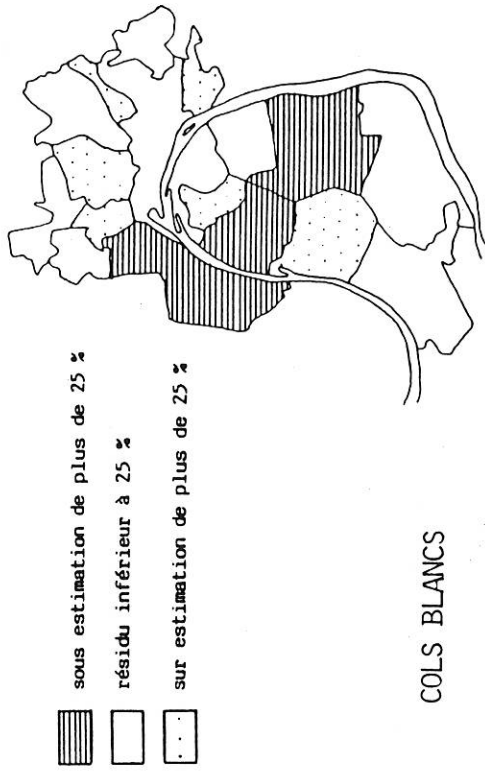 sous estimation de plus de 25 %
résidu inférieur à 25 %
sur estimation de plus de 25 %
COLS BLANCS